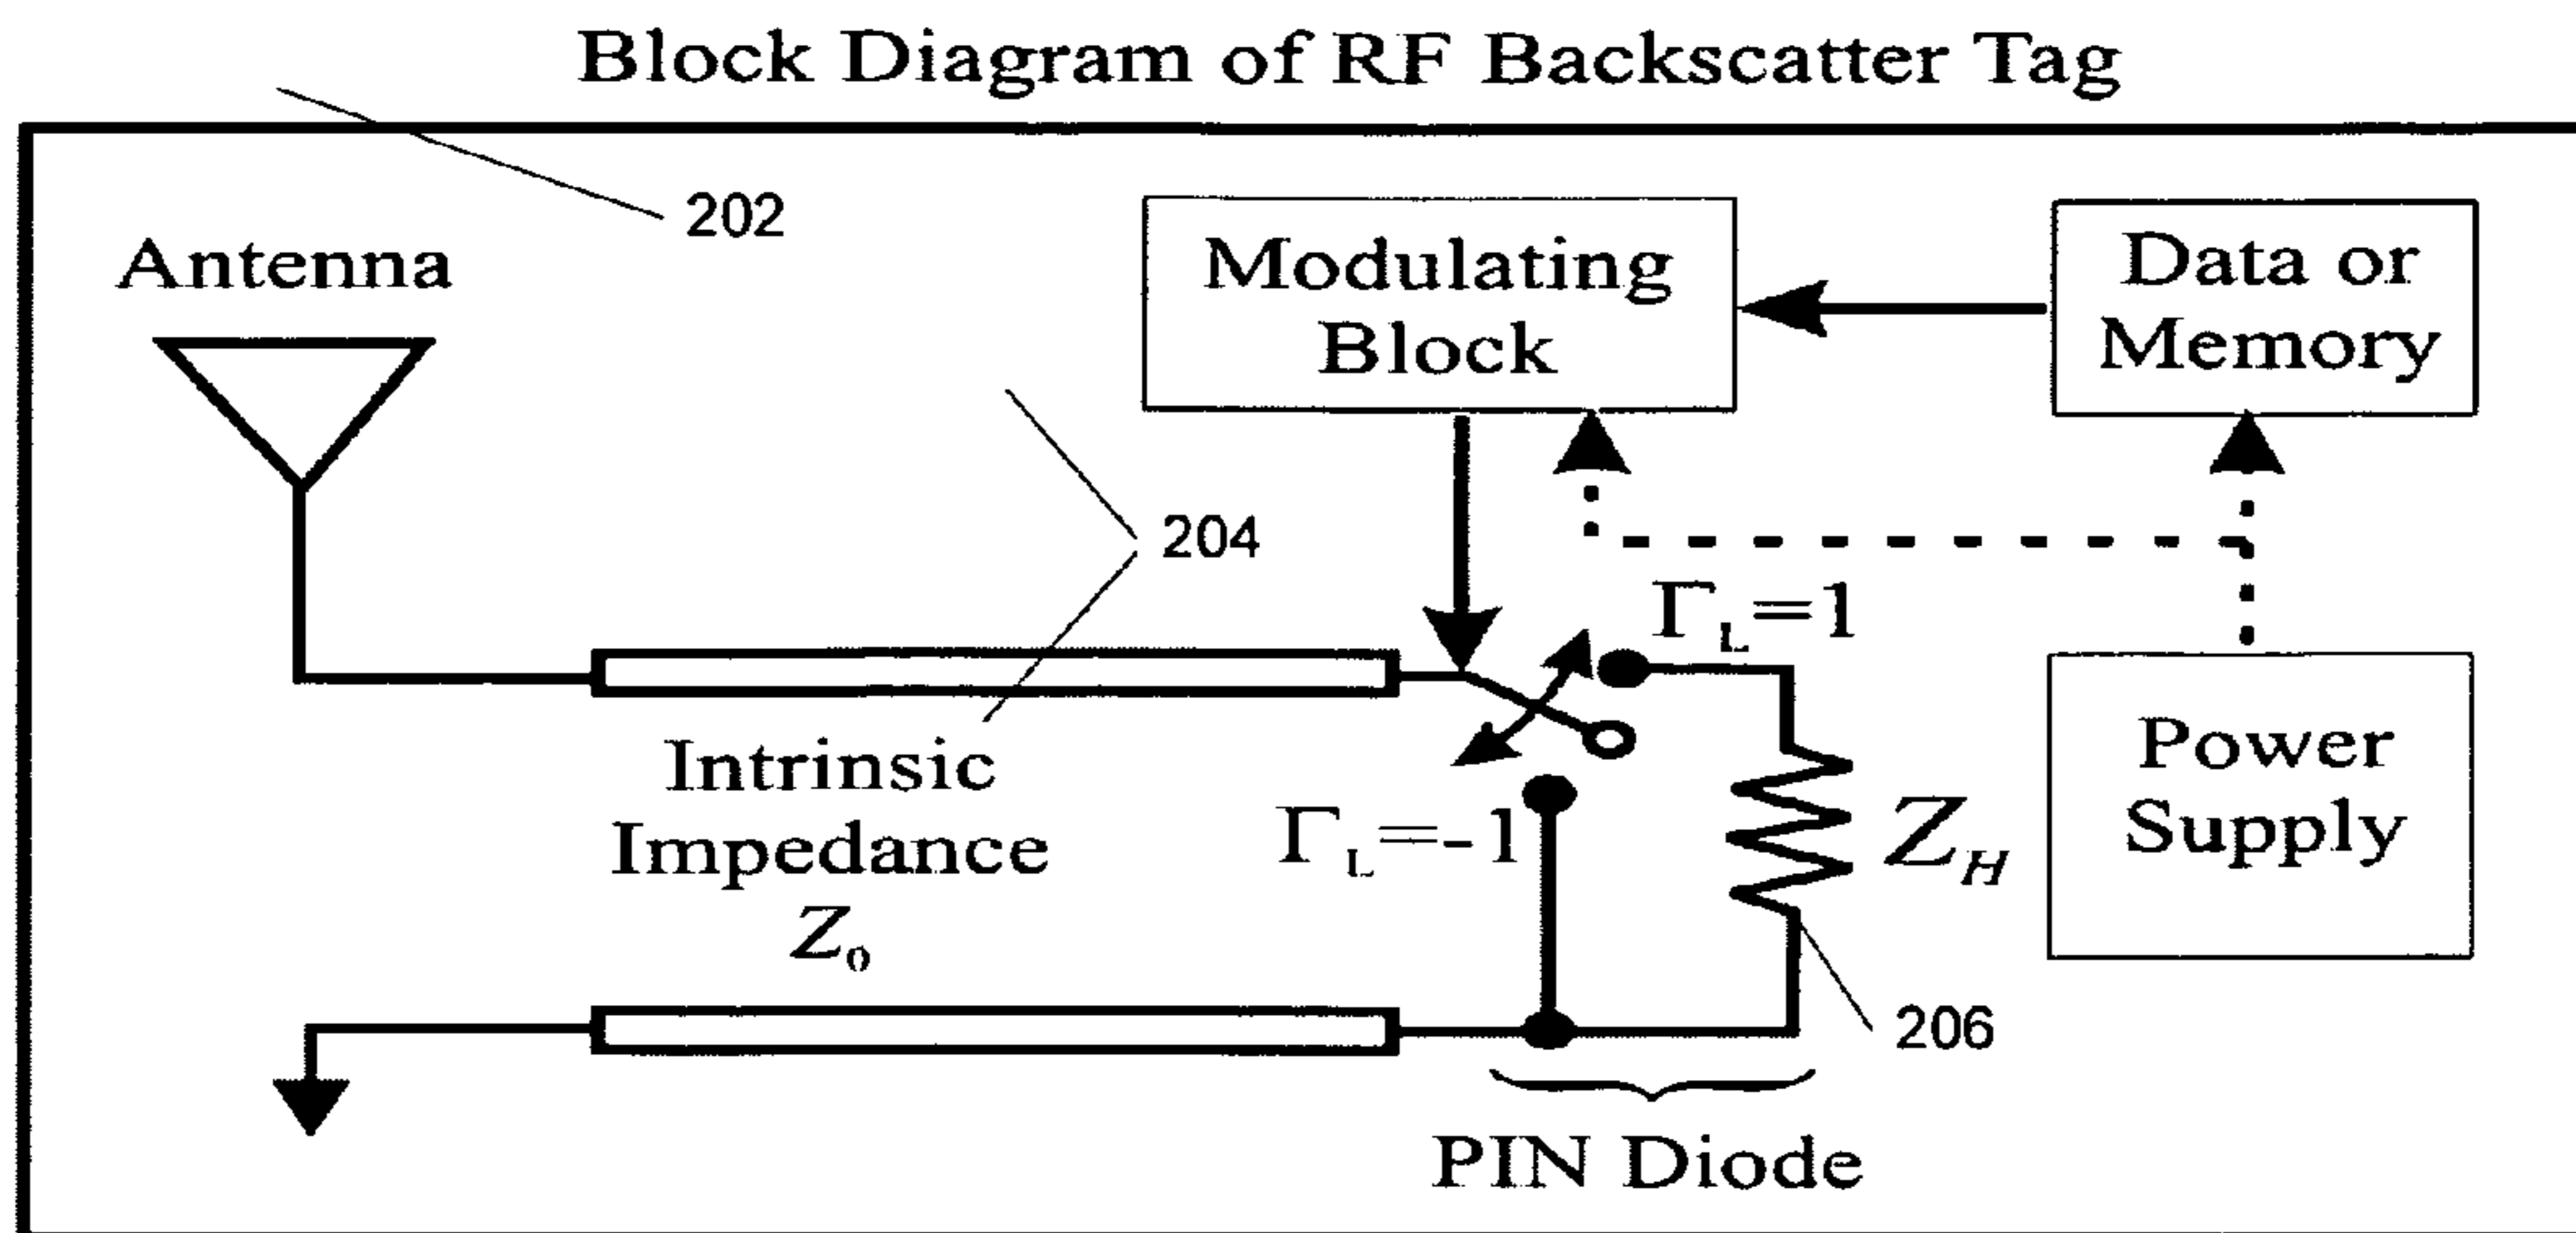 Block Diagram of RF Backscatter Tag
202
Antenna
Modulating
Block
Data or
Memory
204
Γ_L=1
Intrinsic
Impedance
Z₀
Γ_L=-1
Z_H
Power
Supply
206
PIN Diode